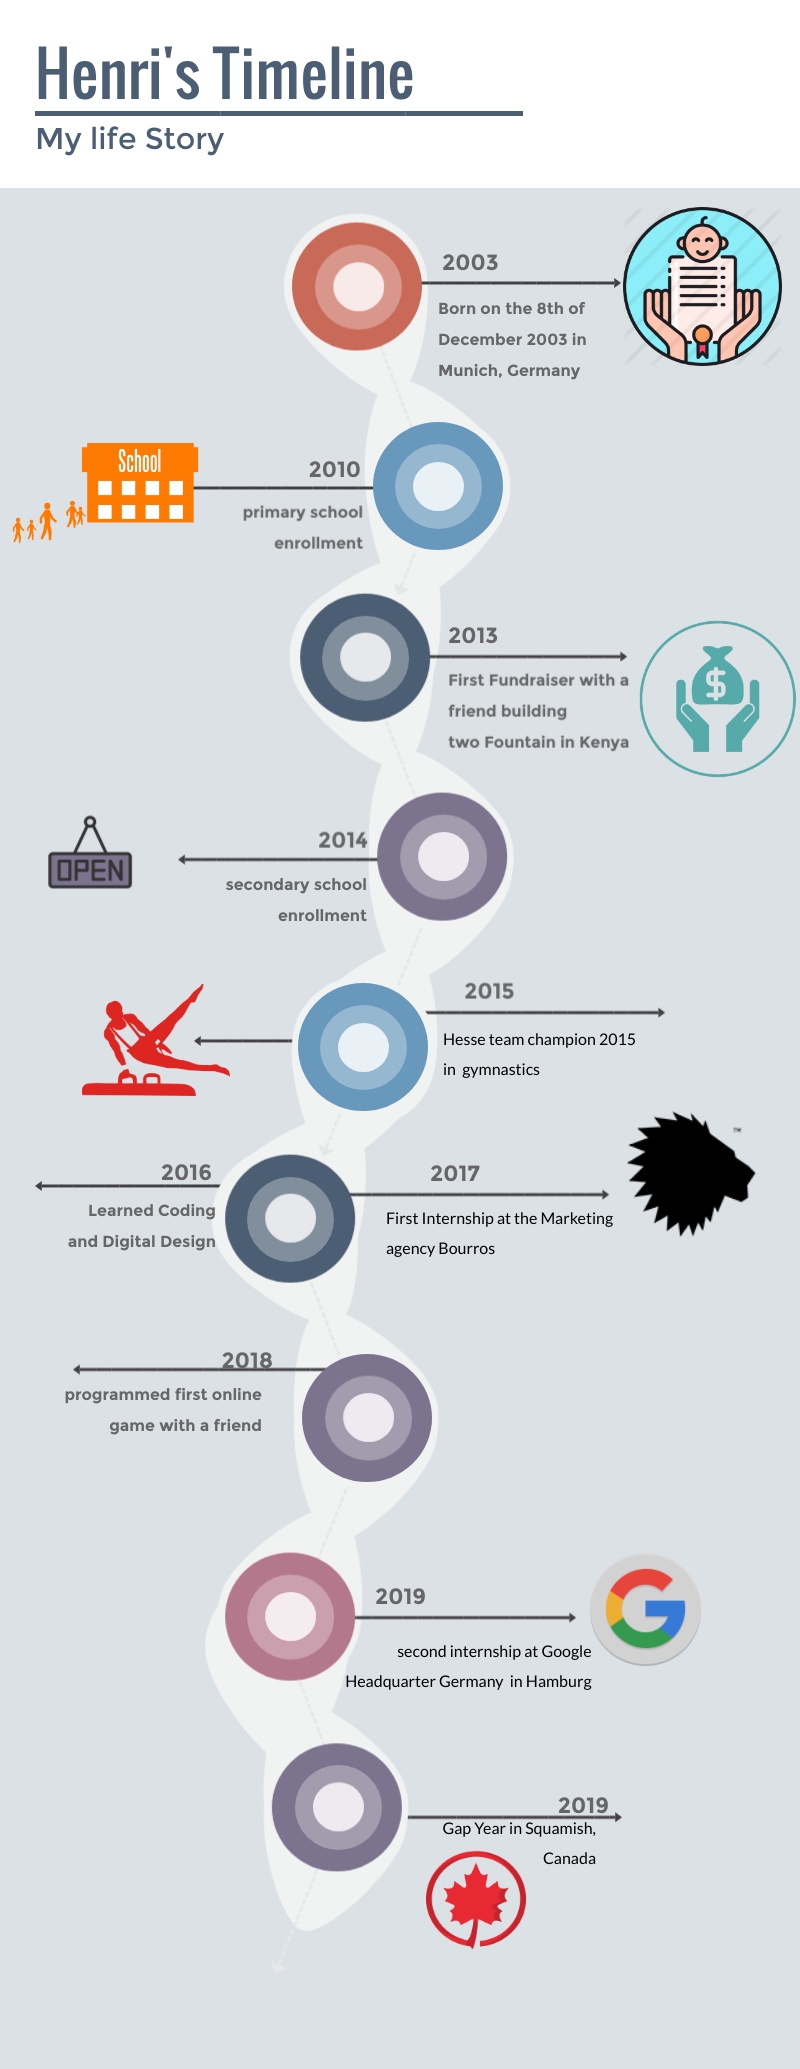 Henri's Timeline
My life Story
2003
Born on the 8th of
December 2003 in
Munich, Germany
School
2010
primary school
enrollment
2013
First Fundraiser with a
friend building
two Fountain in Kenya
$
OPEN
2014
secondary school
enrollment
2015
Hesse team champion 2015
in gymnastics
2016
Learned Coding
and Digital Design
2017
First Internship at the Marketing
agency Bourros
TM
2018
programmed first online
game with a friend
2019
second internship at Google
Headquarter Germany in Hamburg
G
2019
Gap Year in Squamish,
Canada